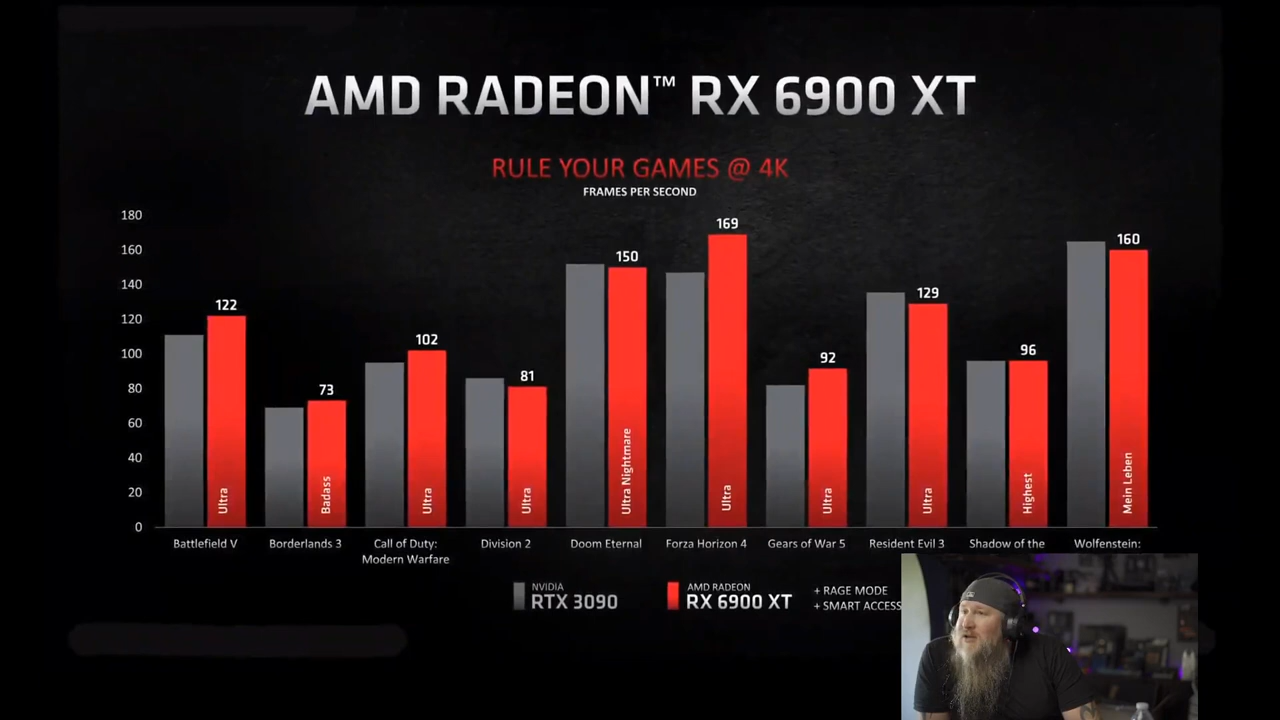 AMD RADEON™ RX 6900 XT
RULE YOUR GAMES @ 4K
FRAMES PER SECOND
180
160
140
120
100
80
60
40
20
0
122
73
102
81
150
169
92
129
96
160
Ultra
Badass
Ultra
Ultra
Ultra Nightmare
Ultra
Ultra
Ultra
Highest
Mein Leben
Battlefield V
Borderlands 3
Call of Duty:
Modern Warfare
Division 2
Doom Eternal
Forza Horizon 4
Gears of War 5
Resident Evil 3
Shadow of the
Wolfenstein:
NVIDIA
RTX 3090
AMD RADEON
RX 6900 XT
+ RAGE MODE
+ SMART ACCESS